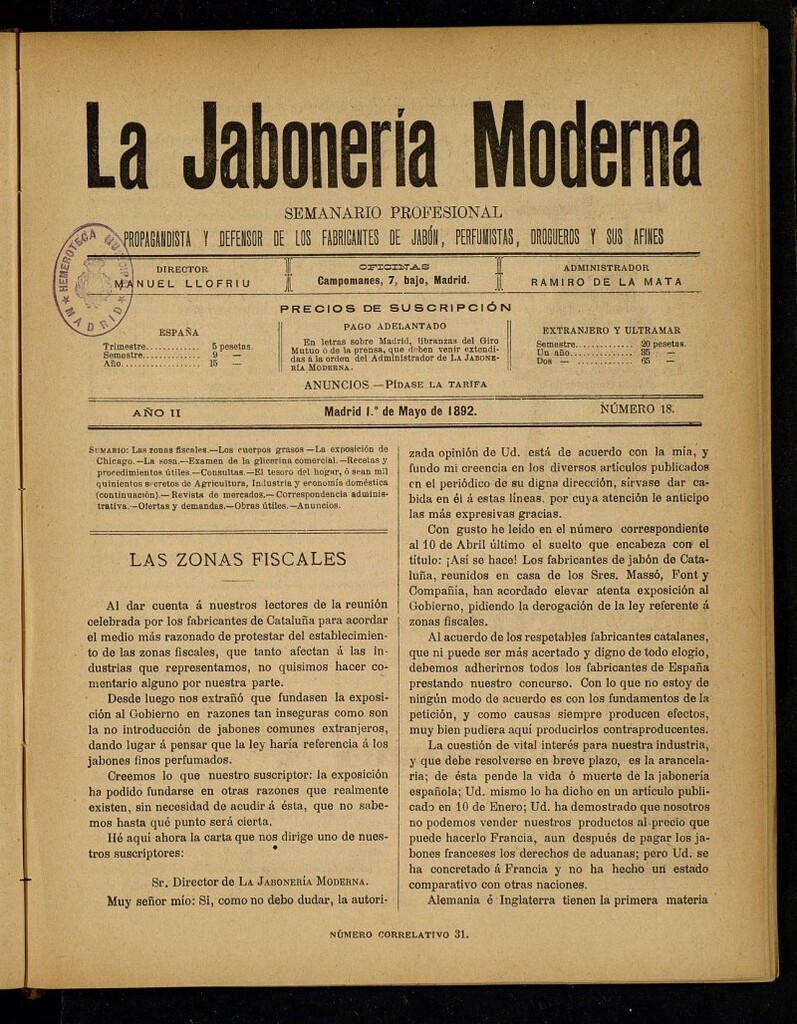 La Jabonería Moderna
SEMANARIO PROFESIONAL
PROPAGANDISTA Y DEFENSOR DE LOS FABRICANTES DE JABÓN, PERFUMISTAS, DROGUEROS Y SUS AFINES
HEMEROTECA MUNICIPAL
MADRID
DIRECTOR
MANUEL LLOFRIU
OFICINAS
Campomanes, 7, bajo, Madrid.
ADMINISTRADOR
RAMIRO DE LA MATA
PRECIOS DE SUSCRIPCIÓN
ESPAÑA
Trimestre............. 5 pesetas.
Semestre............. 9 —
Año.................. 15 —
PAGO ADELANTADO
En letras sobre Madrid, libranzas del Giro
Mutuo ó de la prensa, que deben venir extendi-
das á la orden del Administrador de LA JABONE-
RÍA MODERNA.
EXTRANJERO Y ULTRAMAR
Semestre............. 20 pesetas.
Un año............... 35 —
Dos — ............... 65 —
ANUNCIOS.—PÍDASE LA TARIFA
AÑO II
Madrid 1.º de Mayo de 1892.
NÚMERO 18.
SUMARIO: Las zonas fiscales.—Los cuerpos grasos—La exposición de
Chicago.—La sosa.—Examen de la glicerina comercial.—Recetas y
procedimientos útiles.—Consultas.—El tesoro del hogar, ó sean mil
quinientos secretos de Agricultura, Industria y economía doméstica
(continuación).—Revista de mercados.—Correspondencia adminis-
trativa.—Ofertas y demandas.—Obras útiles.—Anuncios.
LAS ZONAS FISCALES
Al dar cuenta á nuestros lectores de la reunión
celebrada por los fabricantes de Cataluña para acordar
el medio más razonado de protestar del establecimien-
to de las zonas fiscales, que tanto afectan á las in-
dustrias que representamos, no quisimos hacer co-
mentario alguno por nuestra parte.
Desde luego nos extrañó que fundasen la exposi-
ción al Gobierno en razones tan inseguras como son
la no introducción de jabones comunes extranjeros,
dando lugar á pensar que la ley haría referencia á los
jabones finos perfumados.
Creemos lo que nuestro suscriptor: la exposición
ha podido fundarse en otras razones que realmente
existen, sin necesidad de acudir á ésta, que no sabe-
mos hasta qué punto será cierta.
Hé aquí ahora la carta que nos dirige uno de nues-
tros suscriptores:
Sr. Director de LA JABONERÍA MODERNA.
Muy señor mío: Si, como no debo dudar, la autori-
zada opinión de Ud. está de acuerdo con la mía, y
fundo mi creencia en los diversos artículos publicados
en el periódico de su digna dirección, sírvase dar ca-
bida en él á estas líneas, por cuya atención le anticipo
las más expresivas gracias.
Con gusto he leído en el número correspondiente
al 10 de Abril último el suelto que encabeza con el
título: ¡Así se hace! Los fabricantes de jabón de Cata-
luña, reunidos en casa de los Sres. Massó, Font y
Compañía, han acordado elevar atenta exposición al
Gobierno, pidiendo la derogación de la ley referente á
zonas fiscales.
Al acuerdo de los respetables fabricantes catalanes,
que ni puede ser más acertado y digno de todo elogio,
debemos adherirnos todos los fabricantes de España
prestando nuestro concurso. Con lo que no estoy de
ningún modo de acuerdo es con los fundamentos de la
petición, y como causas siempre producen efectos,
muy bien pudiera aquí producirlos contraproducentes.
La cuestión de vital interés para nuestra industria,
y que debe resolverse en breve plazo, es la arancela-
ria; de ésta pende la vida ó muerte de la jabonería
española; Ud. mismo lo ha dicho en un artículo publi-
cado en 10 de Enero; Ud. ha demostrado que nosotros
no podemos vender nuestros productos al precio que
puede hacerlo Francia, aun después de pagar los ja-
bones franceses los derechos de aduanas; pero Ud. se
ha concretado á Francia y no ha hecho un estado
comparativo con otras naciones.
Alemania é Inglaterra tienen la primera materia
NÚMERO CORRELATIVO 31.